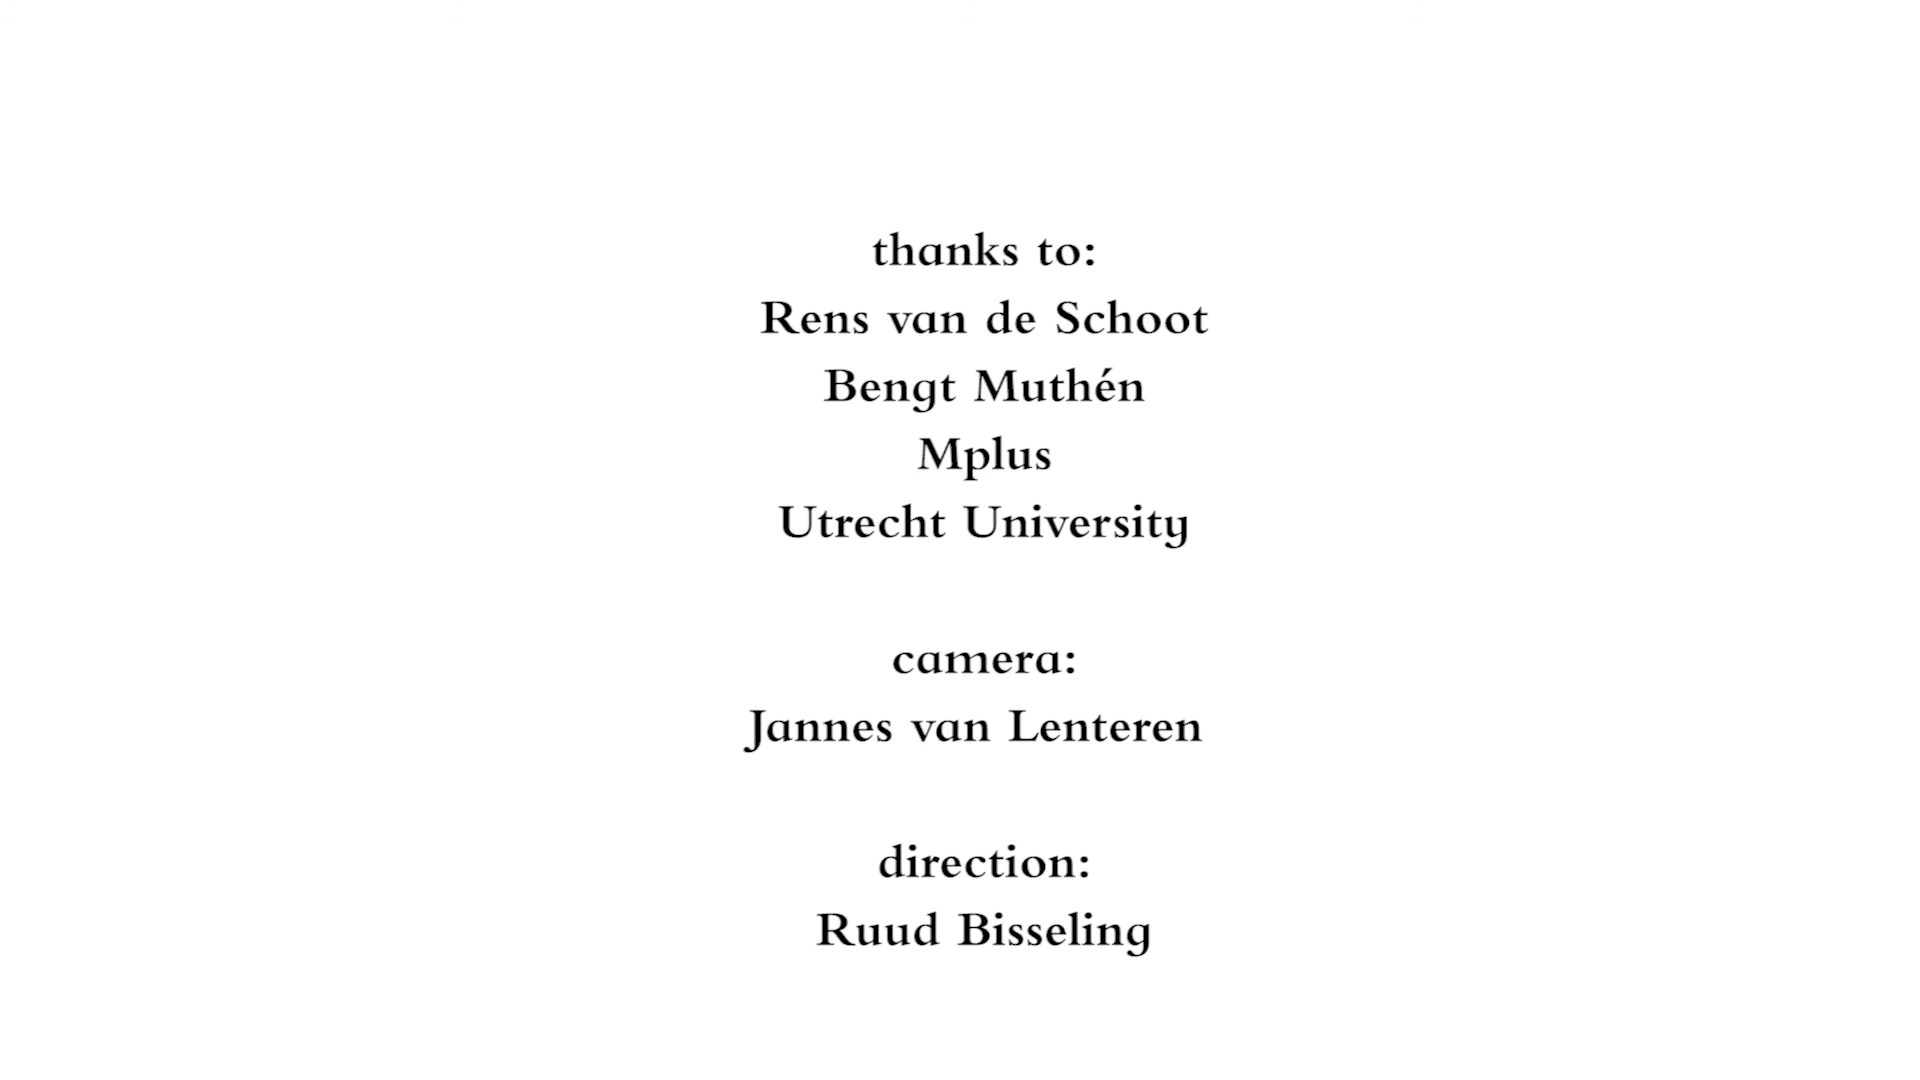 thanks to:
Rens van de Schoot
Bengt Muthén
Mplus
Utrecht University
camera:
Jannes van Lenteren
direction:
Ruud Bisseling